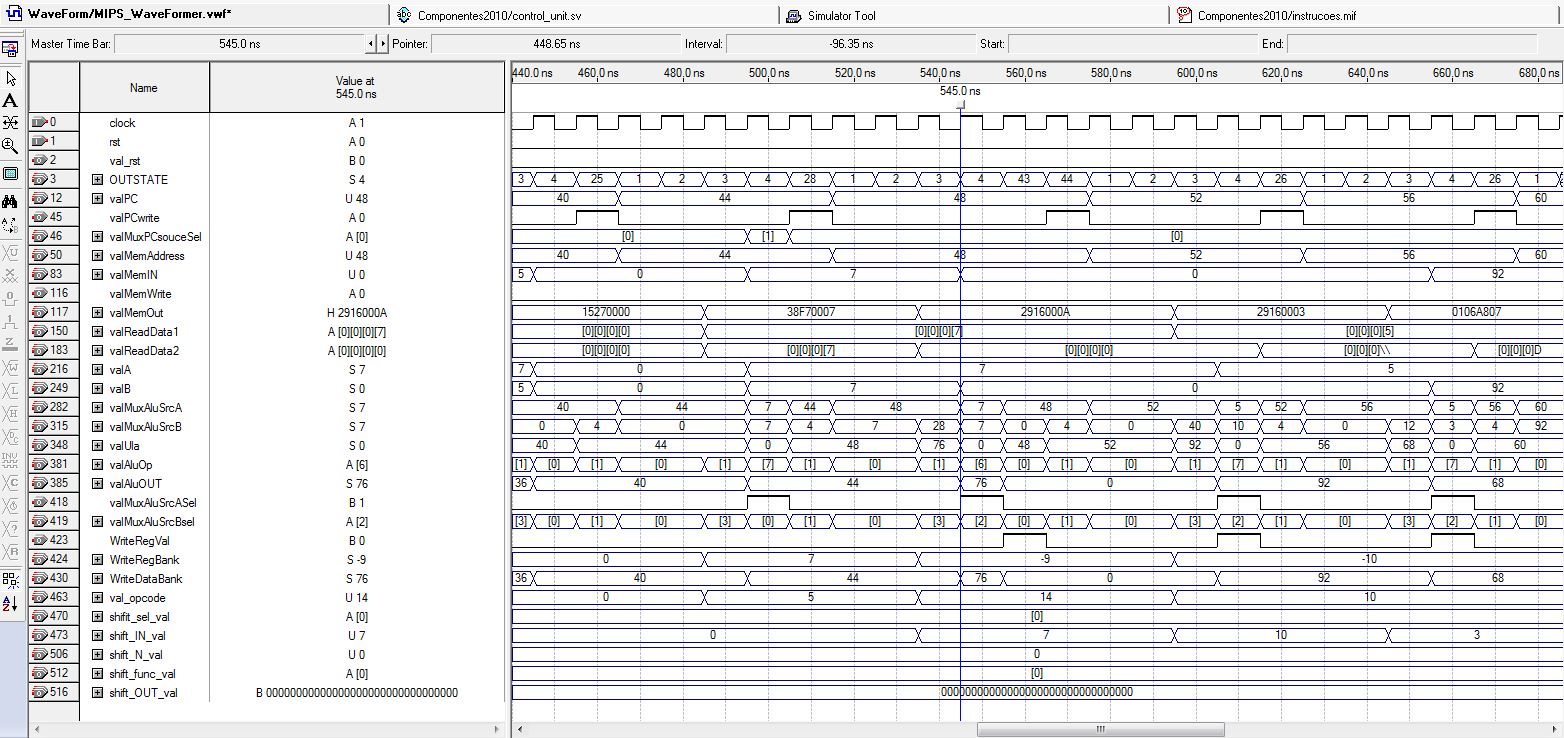 WaveForm/MIPS_WaveFormer.vwf* Componentes2010/control_unit.sv Simulator Tool Componentes2010/instrucoes.mif
Master Time Bar: 545.0 ns Pointer: 448.65 ns Interval: -96.35 ns Start: End:
Name Value at 545.0 ns 440.0 ns 460.0 ns 480.0 ns 500.0 ns 520.0 ns 540.0 ns 560.0 ns 580.0 ns 600.0 ns 620.0 ns 640.0 ns 660.0 ns 680.0 ns
545.0 ns
0 clock A 1
1 rst A 0
2 val_rst B 0
3 OUTSTATE S 4 3 4 25 1 2 3 4 28 1 2 3 4 43 44 1 2 3 4 26 1 2 3 4 26 1
12 valPC U 48 40 44 48 52 56 60
45 valPCwrite A 0
46 valMuxPCsouceSel A [0] [0] [1] [0]
50 valMemAddress U 48 40 44 48 52 56 60
83 valMemIN U 0 5 0 7 0 92
116 valMemWrite A 0
117 valMemOut H 2916000A 15270000 38F70007 2916000A 29160003 0106A807
150 valReadData1 A [0][0][0][7] [0][0][0][0] [0][0][0][7] [0][0][0][5]
183 valReadData2 A [0][0][0][0] [0][0][0][0] [0][0][0][7] [0][0][0][0] [0][0][0]\\ [0][0][0]D
216 valA S 7 7 0 7 5
249 valB S 0 5 0 7 0 92
282 valMuxAluSrcA S 7 40 44 7 44 48 7 48 52 5 52 56 5 56 60
315 valMuxAluSrcB S 7 0 4 0 7 4 7 28 7 0 4 0 40 10 4 0 12 3 4 92
348 valUla S 0 40 44 0 48 76 0 48 52 92 0 56 68 0 60
381 valAluOp A [6] [1] [0] [1] [0] [1] [7] [1] [0] [1] [6] [0] [1] [0] [1] [7] [1] [0] [1] [7] [1] [0]
385 valAluOUT S 76 36 40 44 76 0 92 68
418 valMuxAluSrcASel B 1
419 valMuxAluSrcBsel A [2] [3] [0] [1] [0] [3] [0] [1] [0] [3] [2] [0] [1] [0] [3] [2] [1] [0] [3] [2] [1] [0]
423 WriteRegVal B 0
424 WriteRegBank S -9 0 7 -9 -10
430 WriteDataBank S 76 36 40 44 76 0 92 68
463 val_opcode U 14 0 5 14 10
470 shifit_sel_val A [0] [0]
473 shift_IN_val U 7 0 7 10 3
506 shift_N_val U 0 0
512 shift_func_val A [0] [0]
516 shift_OUT_val B 00000000000000000000000000000000 00000000000000000000000000000000